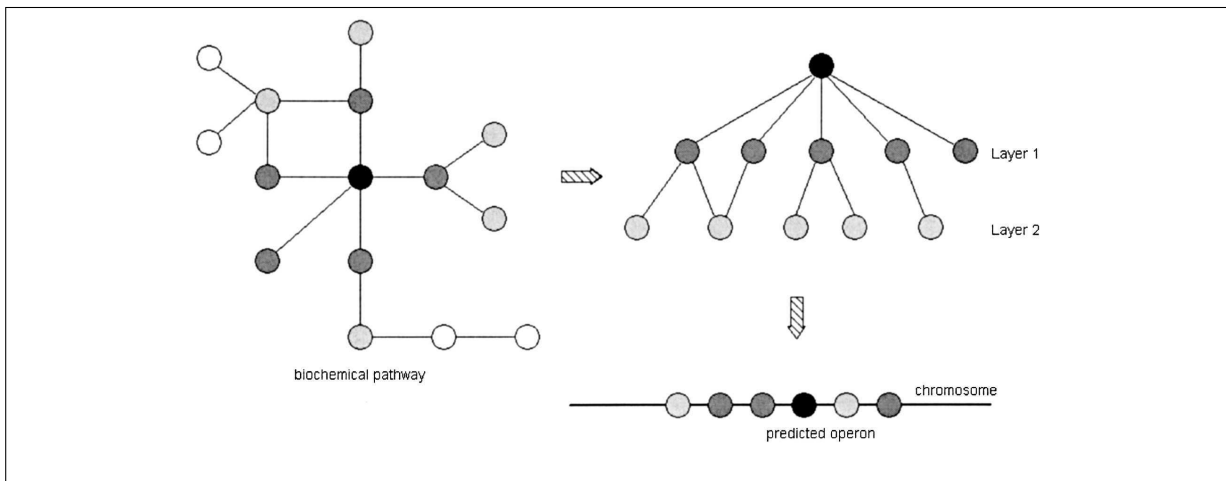 Layer 1
Layer 2
biochemical pathway
chromosome
predicted operon